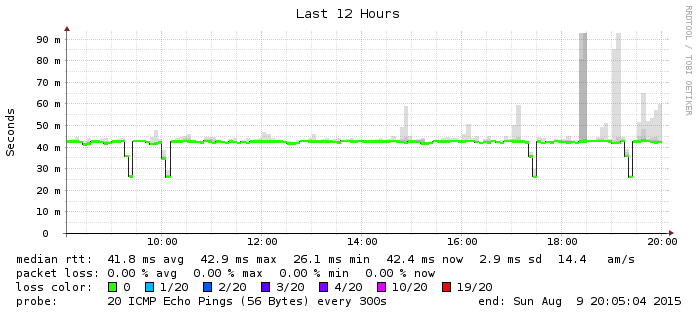 Last 12 Hours
RRDTOOL / TOBI OETIKER
Seconds
90 m
80 m
70 m
60 m
50 m
40 m
30 m
20 m
10 m
0
10:00 12:00 14:00 16:00 18:00 20:00
median rtt: 41.8 ms avg 42.9 ms max 26.1 ms min 42.4 ms now 2.9 ms sd 14.4 am/s
packet loss: 0.00 % avg 0.00 % max 0.00 % min 0.00 % now
loss color: 0 1/20 2/20 3/20 4/20 10/20 19/20
probe: 20 ICMP Echo Pings (56 Bytes) every 300s end: Sun Aug 9 20:05:04 2015